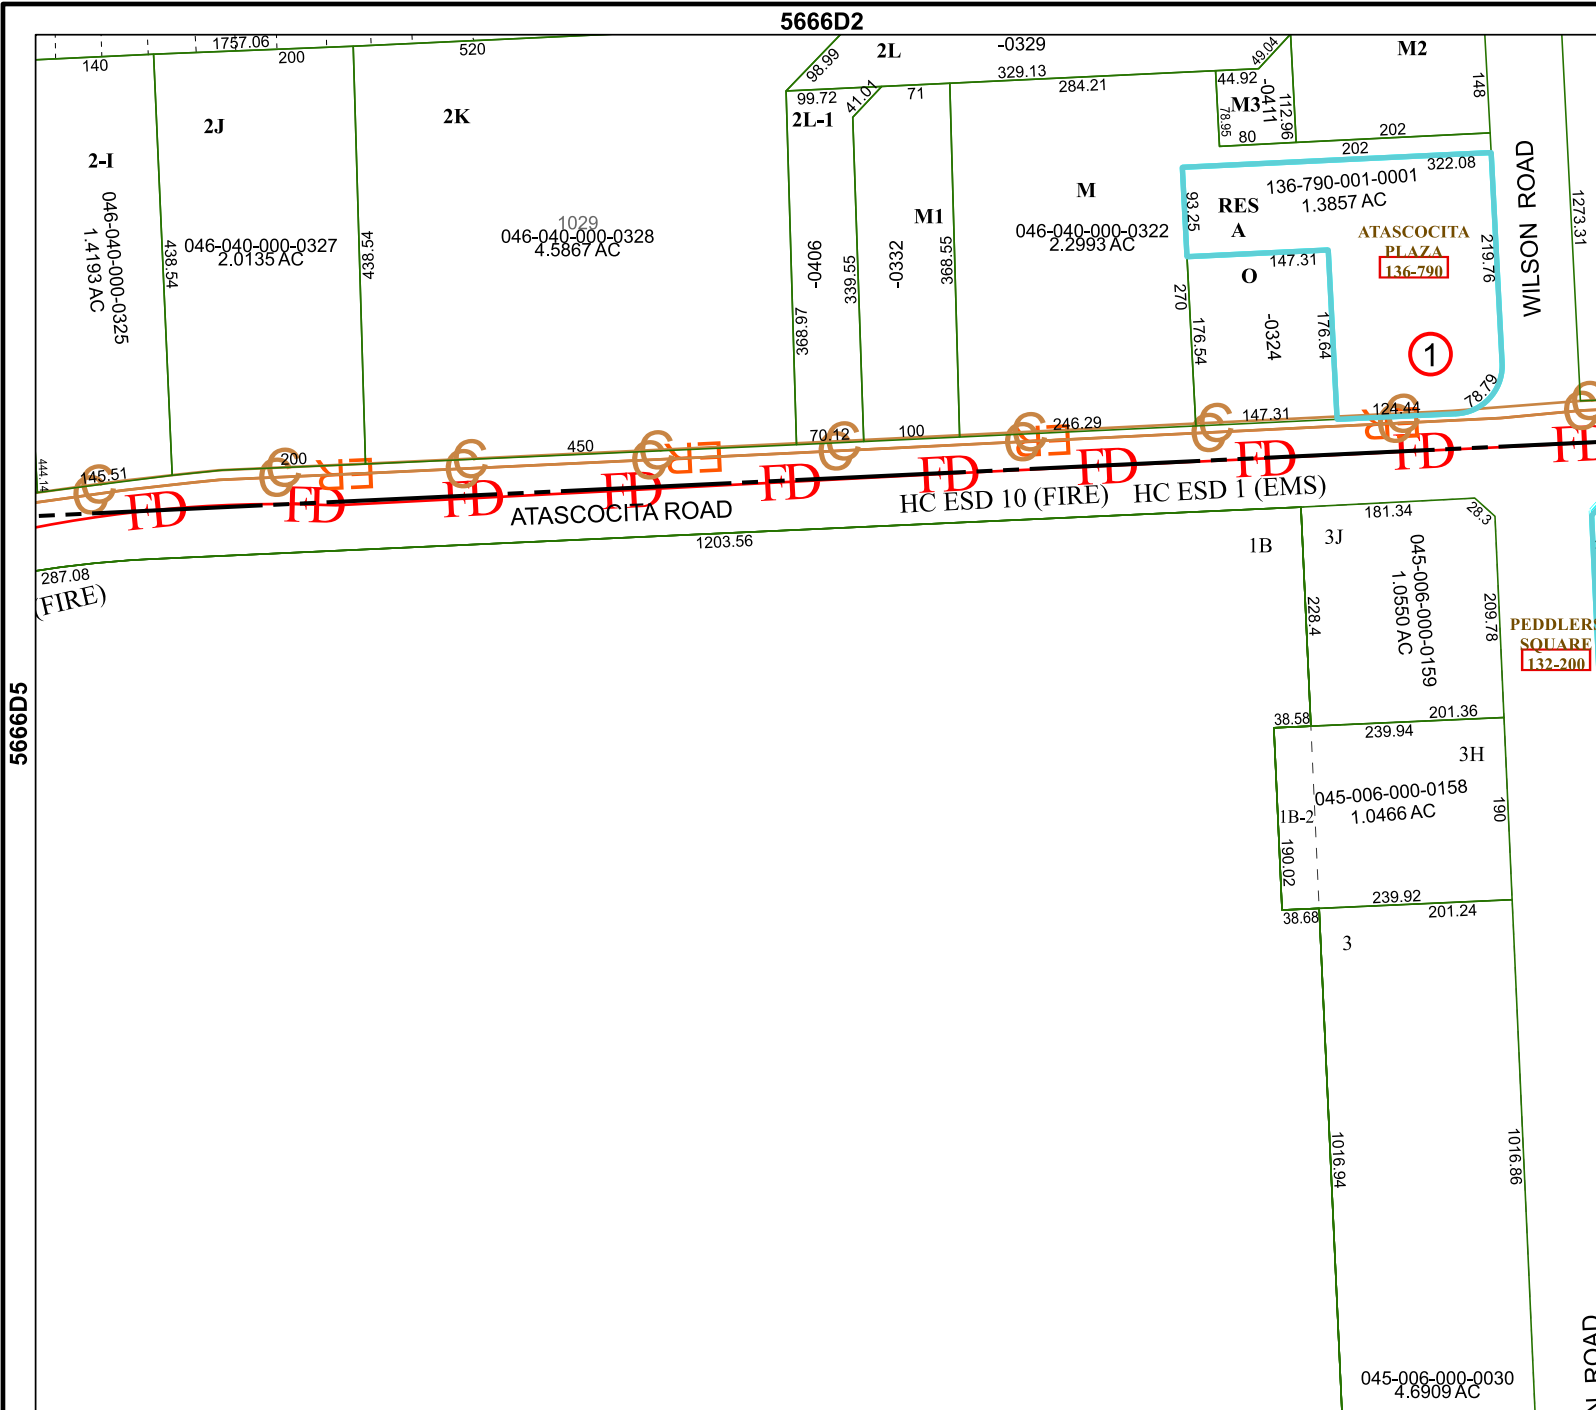 5666D2
1757.06
140
200
520
2-I
046-040-000-0325
1.4193 AC
438.54
2J
046-040-000-0327
2.0135 AC
438.54
2K
1029
046-040-000-0328
4.5867 AC
98.99
99.72
41.01
2L
-0329
329.13
71
284.21
2L-1
-0406
368.97
339.55
M1
-0332
368.55
M
046-040-000-0322
2.2993 AC
49.04
44.92
M3
-0411
78.95
80
112.96
M2
148
202
202
322.08
136-790-001-0001
1.3857 AC
93.25
RES
A
ATASCOCITA
PLAZA
136-790
219.76
147.31
O
-0324
270
176.54
176.64
1
78.79
124.44
147.31
246.29
100
70.12
450
200
145.51
444.14
WILSON ROAD
1273.31
C C C C C C C C C
C C C C C C C C C
ER ER ER ER
FD FD FD FD FD FD FD FD FD FD
ATASCOCITA ROAD
HC ESD 10 (FIRE) HC ESD 1 (EMS)
1203.56
287.08
(FIRE)
5666D5
1B
3J
181.34
28.3
045-006-000-0159
1.0550 AC
228.4
209.78
PEDDLERS
SQUARE
132-200
38.58
201.36
239.94
3H
045-006-000-0158
1.0466 AC
1B-2
190.02
190
239.92
38.68
201.24
3
1016.94
1016.86
045-006-000-0030
4.6909 AC
N ROAD